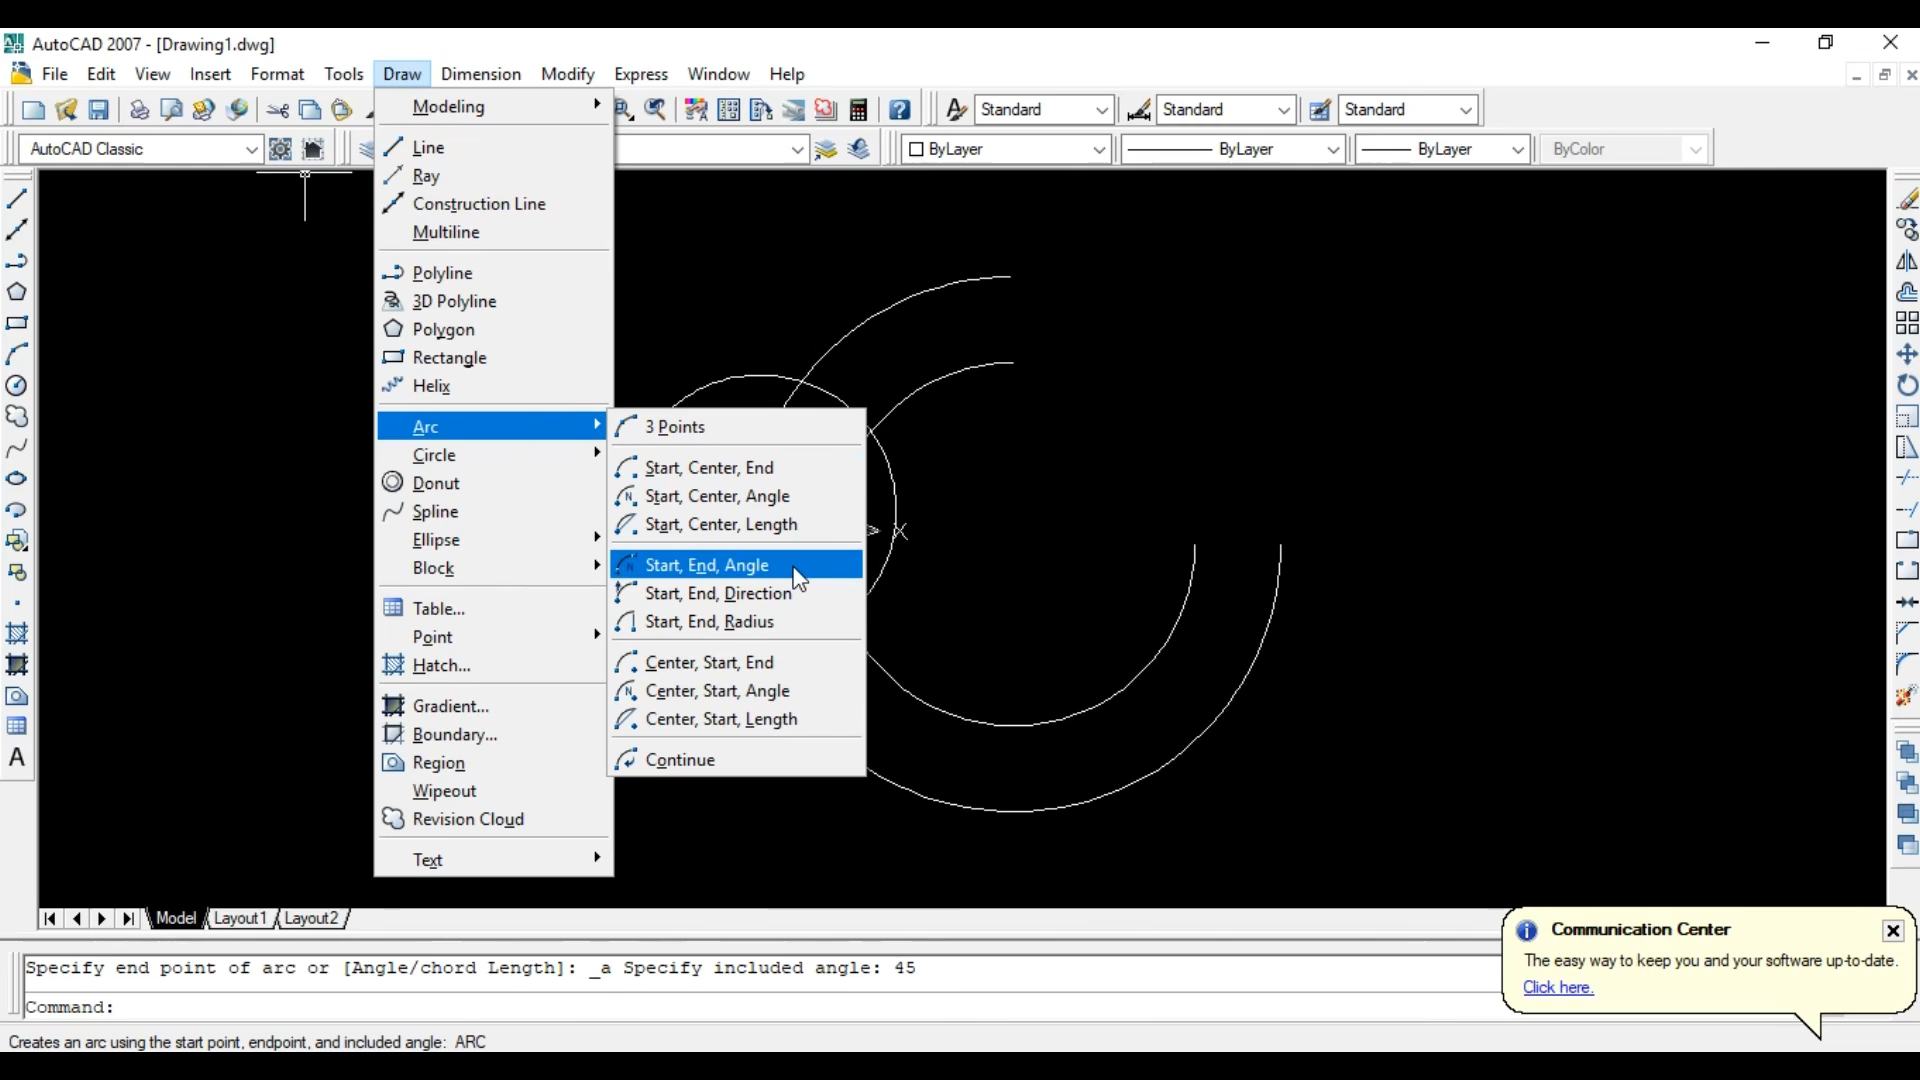 AutoCAD 2007 - [Drawing1.dwg]
File Edit View Insert Format Tools Draw Dimension Modify Express Window Help
Standard Standard Standard
AutoCAD Classic ByLayer ByLayer ByLayer ByColor
Modeling
Line
Ray
Construction Line
Multiline
Polyline
3D Polyline
Polygon
Rectangle
Helix
Arc
Circle
Donut
Spline
Ellipse
Block
Table...
Point
Hatch...
Gradient...
Boundary...
Region
Wipeout
Revision Cloud
Text
3 Points
Start, Center, End
Start, Center, Angle
Start, Center, Length
Start, End, Angle
Start, End, Direction
Start, End, Radius
Center, Start, End
Center, Start, Angle
Center, Start, Length
Continue
X
A
Model Layout1 Layout2
Communication Center
The easy way to keep you and your software up-to-date.
Click here.
Specify end point of arc or [Angle/chord Length]: _a Specify included angle: 45
Command:
Creates an arc using the start point, endpoint, and included angle: ARC